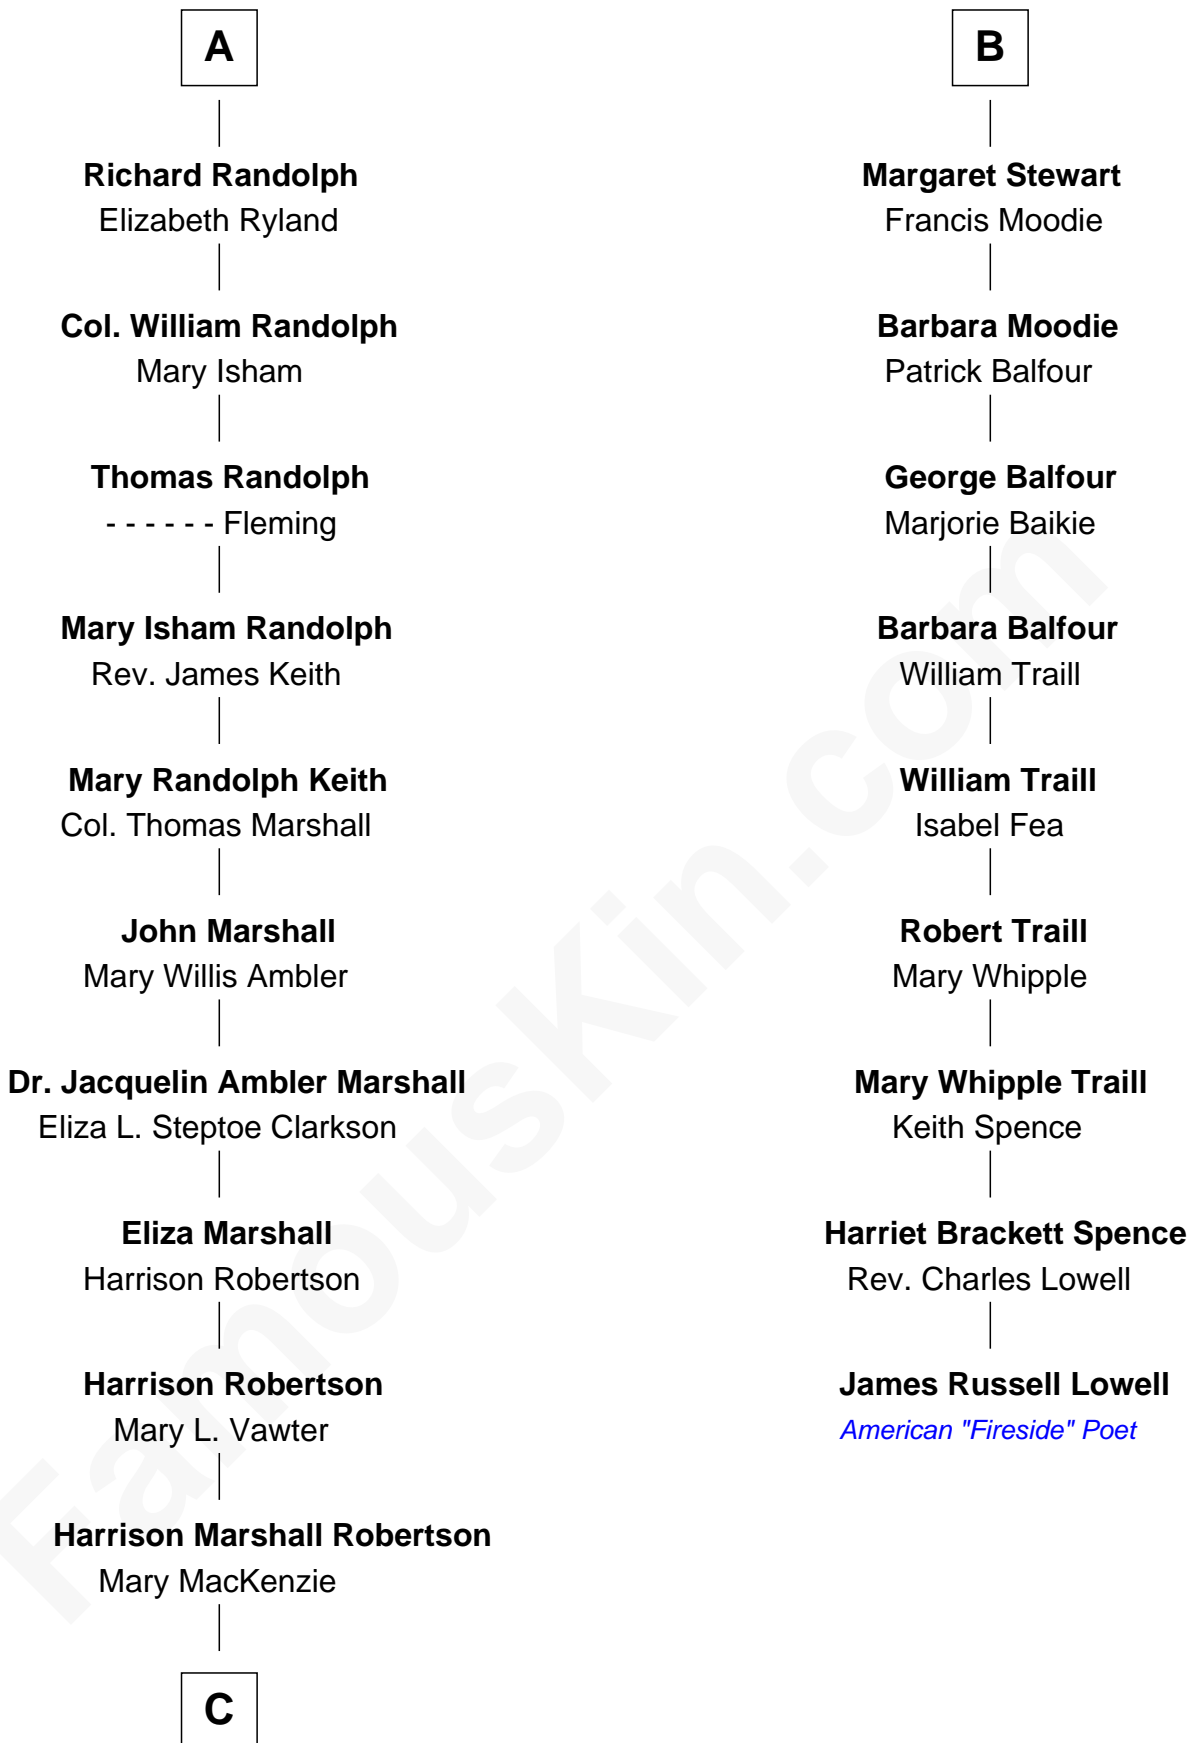 A
Richard Randolph
Elizabeth Ryland
Col. William Randolph
Mary Isham
Thomas Randolph
- - - - - - Fleming
Mary Isham Randolph
Rev. James Keith
Mary Randolph Keith
Col. Thomas Marshall
John Marshall
Mary Willis Ambler
Dr. Jacquelin Ambler Marshall
Eliza L. Steptoe Clarkson
Eliza Marshall
Harrison Robertson
Harrison Robertson
Mary L. Vawter
Harrison Marshall Robertson
Mary MacKenzie
C
B
Margaret Stewart
Francis Moodie
Barbara Moodie
Patrick Balfour
George Balfour
Marjorie Baikie
Barbara Balfour
William Traill
William Traill
Isabel Fea
Robert Traill
Mary Whipple
Mary Whipple Traill
Keith Spence
Harriet Brackett Spence
Rev. Charles Lowell
James Russell Lowell
American "Fireside" Poet
FamousKin.com